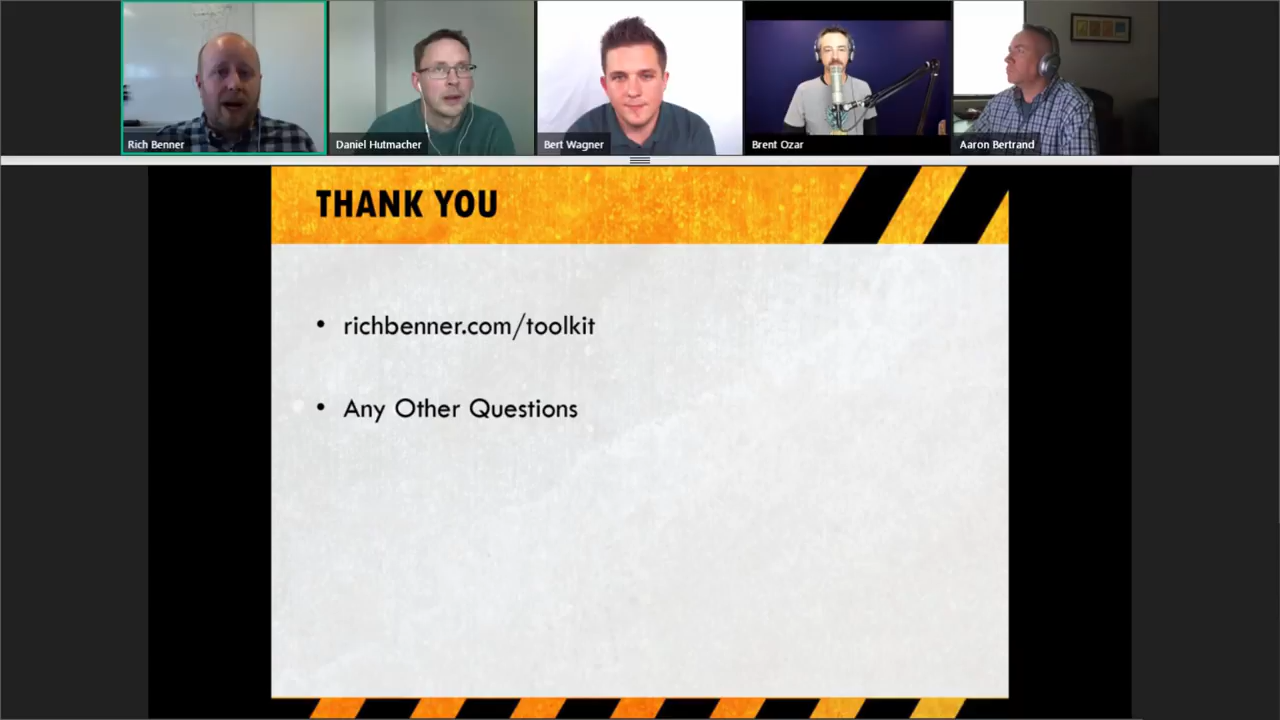 Rich Benner
Daniel Hutmacher
Bert Wagner
Brent Ozar
Aaron Bertrand
THANK YOU
• richbenner.com/toolkit
• Any Other Questions